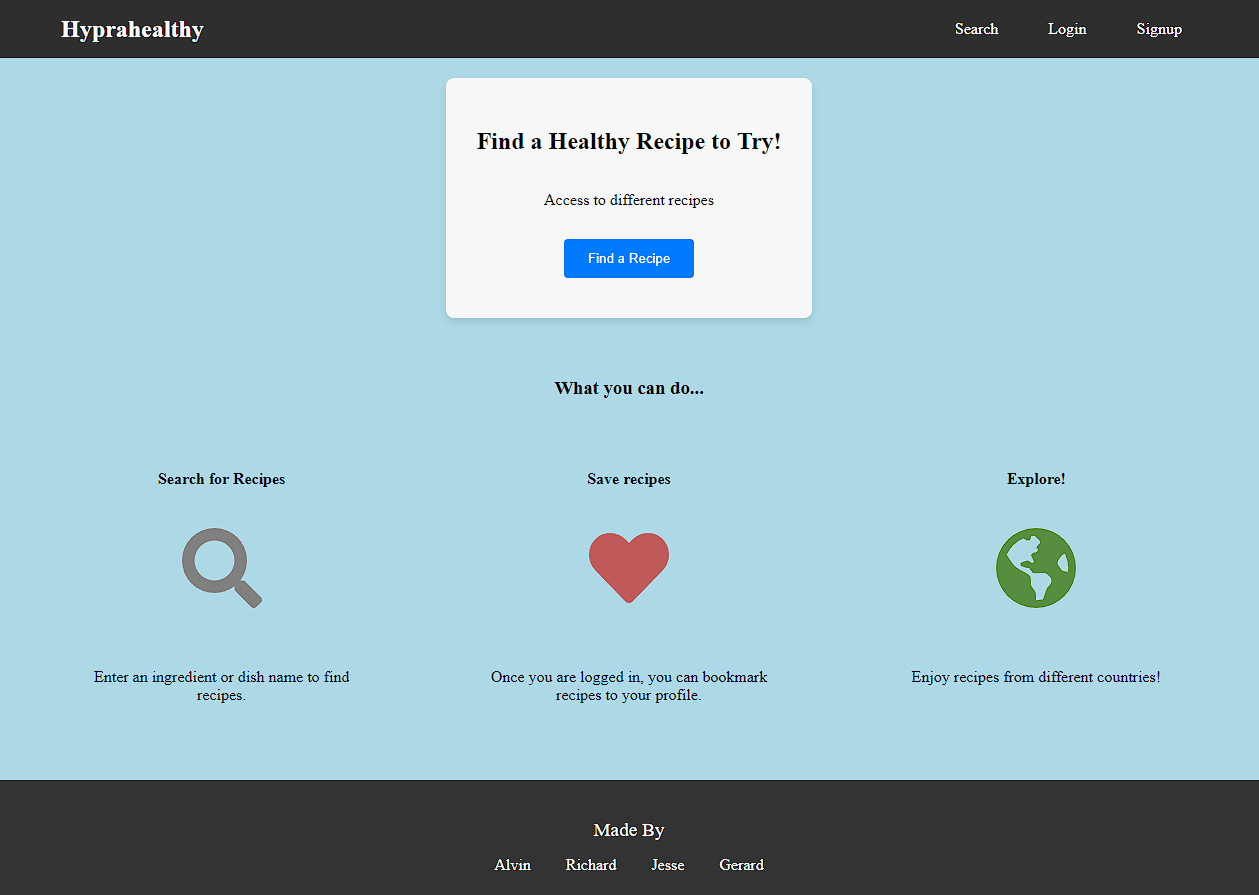 Hyprahealthy
Search Login Signup
Find a Healthy Recipe to Try!
Access to different recipes
Find a Recipe
What you can do...
Search for Recipes
Enter an ingredient or dish name to find
recipes.
Save recipes
Once you are logged in, you can bookmark
recipes to your profile.
Explore!
Enjoy recipes from different countries!
Made By
Alvin Richard Jesse Gerard